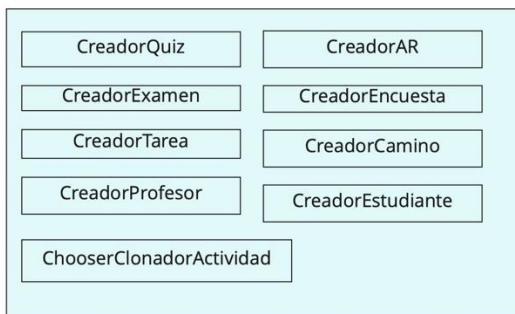 CreadorQuiz
CreadorAR
CreadorExamen
CreadorEncuesta
CreadorTarea
CreadorCamino
CreadorProfesor
CreadorEstudiante
ChooserClonadorActividad